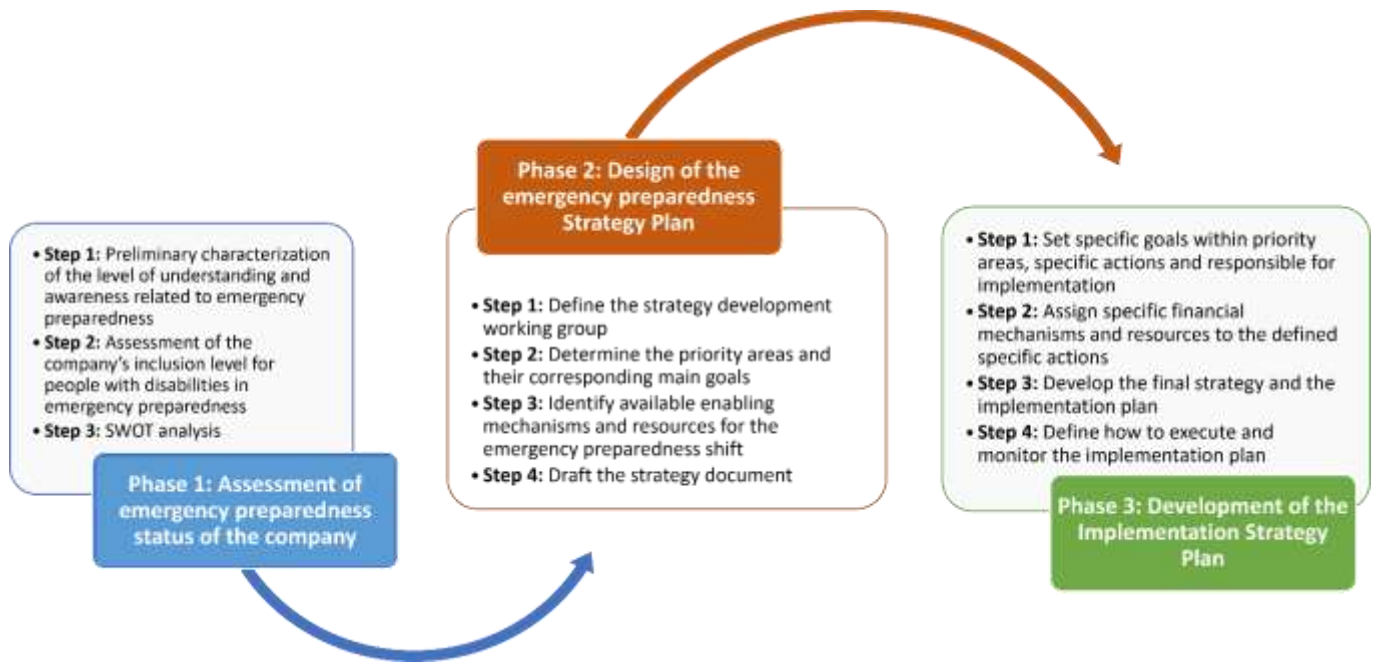 • Step 1: Preliminary characterization
of the level of understanding and
awareness related to emergency
preparedness
• Step 2: Assessment of the
company's inclusion level for
people with disabilities in
emergency preparedness
• Step 3: SWOT analysis
Phase 1: Assessment of
emergency preparedness
status of the company
Phase 2: Design of the
emergency preparedness
Strategy Plan
• Step 1: Define the strategy development
working group
• Step 2: Determine the priority areas and
their corresponding main goals
• Step 3: Identify available enabling
mechanisms and resources for the
emergency preparedness shift
• Step 4: Draft the strategy document
• Step 1: Set specific goals within priority
areas, specific actions and responsible for
implementation
• Step 2: Assign specific financial
mechanisms and resources to the defined
specific actions
• Step 3: Develop the final strategy and the
implementation plan
• Step 4: Define how to execute and
monitor the implementation plan
Phase 3: Development of the
Implementation Strategy
Plan